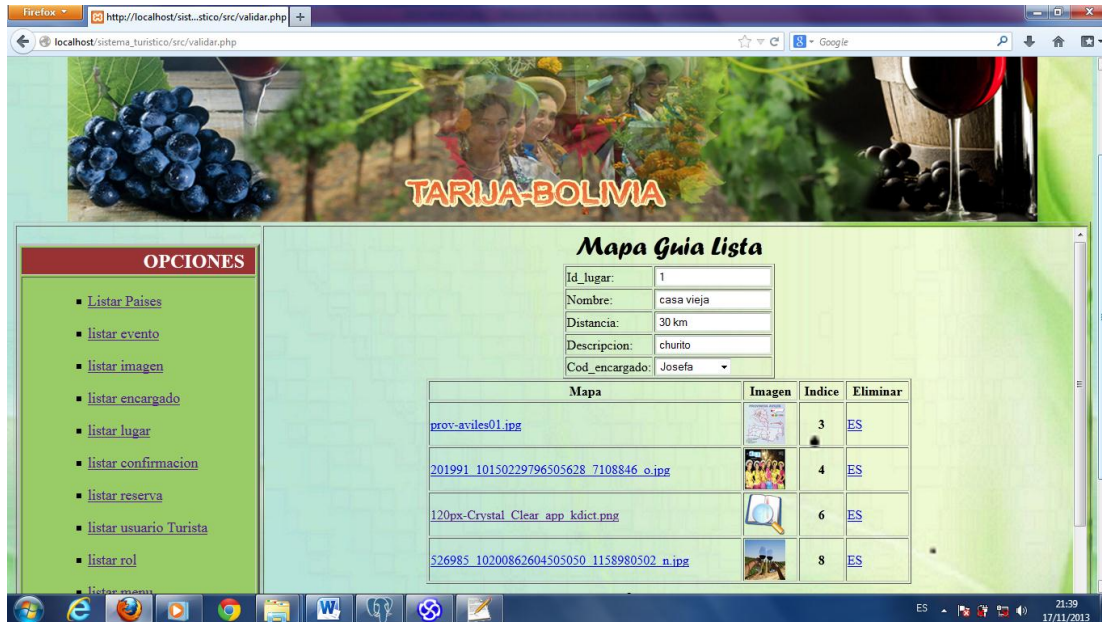 Firefox
http://localhost/sist...stico/src/validar.php
localhost/sistema_turistico/src/validar.php
Google
TARIJA-BOLIVIA
OPCIONES
Listar Paises
listar evento
listar imagen
listar encargado
listar lugar
listar confirmacion
listar reserva
listar usuario Turista
listar rol
listar menu
Mapa Guia Lista
Id_lugar: 1
Nombre: casa vieja
Distancia: 30 km
Descripcion: churito
Cod_encargado: Josefa
Mapa Imagen Indice Eliminar
prov-aviles01.jpg 3 ES
201991_10150229796505628_7108846_o.jpg 4 ES
120px-Crystal_Clear_app_kdict.png 6 ES
526985_10200862604505050_1158980502_n.jpg 8 ES
ES
21:39
17/11/2013